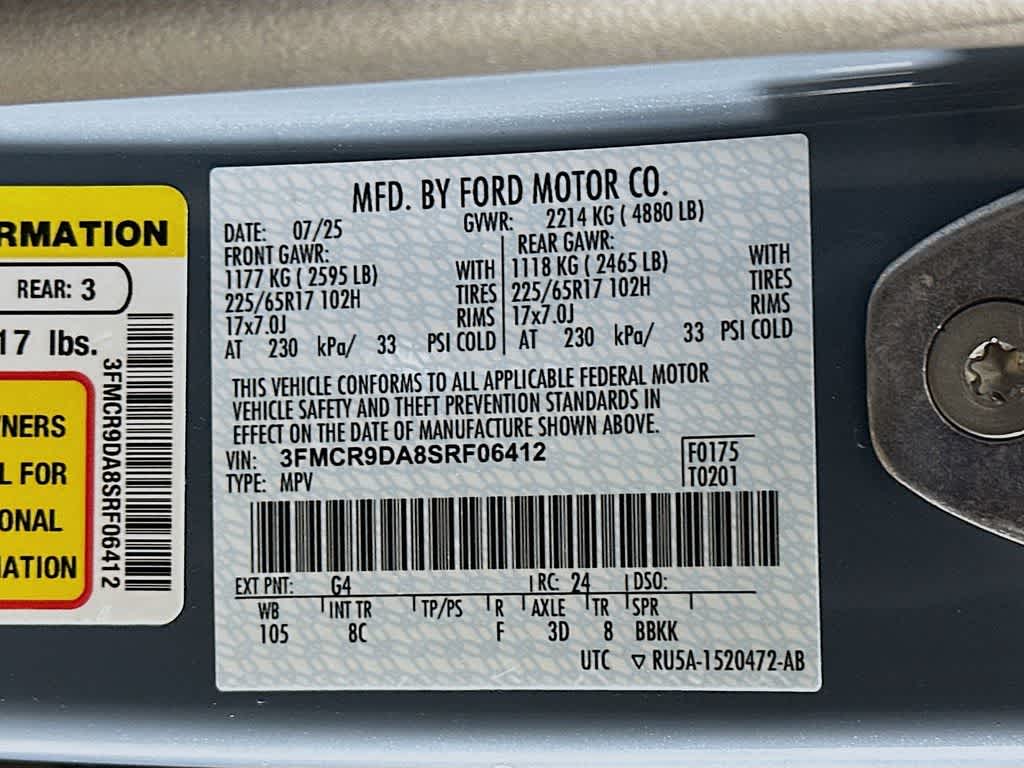 RMATION
REAR: 3
17 lbs.
NERS
L FOR
ONAL
ATION
3FMCR9DA8SRF06412
MFD. BY FORD MOTOR CO.
DATE: 07/25 GVWR: 2214 KG ( 4880 LB)
FRONT GAWR: REAR GAWR:
1177 KG ( 2595 LB) WITH 1118 KG ( 2465 LB) WITH
225/65R17 102H TIRES 225/65R17 102H TIRES
17x7.0J RIMS 17x7.0J RIMS
AT 230 kPa/ 33 PSI COLD AT 230 kPa/ 33 PSI COLD
THIS VEHICLE CONFORMS TO ALL APPLICABLE FEDERAL MOTOR
VEHICLE SAFETY AND THEFT PREVENTION STANDARDS IN
EFFECT ON THE DATE OF MANUFACTURE SHOWN ABOVE.
VIN: 3FMCR9DA8SRF06412 F0175
TYPE: MPV T0201
EXT PNT: G4 RC: 24 DSO:
WB INT TR TP/PS R AXLE TR SPR
105 8C F 3D 8 BBKK
UTC ▽ RU5A-1520472-AB